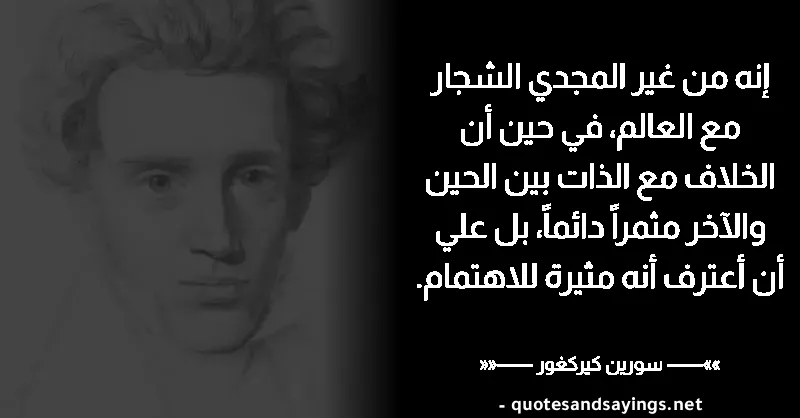 إنه من غير المجدي الشجار
مع العالم، في حين أن
الخلاف مع الذات بين الحين
والآخر مثمراً دائماً، بل علي
أن أعترف أنه مثيرة للاهتمام.
»»—— سورين كيركغور ——««
- quotesandsayings.net